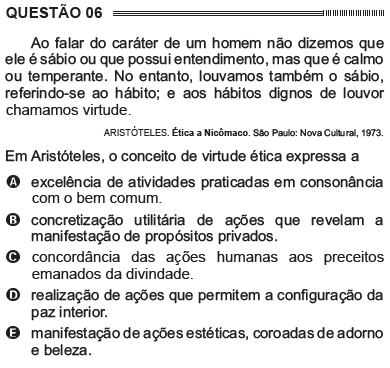 QUESTÃO 06
Ao falar do caráter de um homem não dizemos que
ele é sábio ou que possui entendimento, mas que é calmo
ou temperante. No entanto, louvamos também o sábio,
referindo-se ao hábito; e aos hábitos dignos de louvor
chamamos virtude.
ARISTÓTELES. Ética a Nicômaco. São Paulo: Nova Cultural, 1973.
Em Aristóteles, o conceito de virtude ética expressa a
A excelência de atividades praticadas em consonância
com o bem comum.
B concretização utilitária de ações que revelam a
manifestação de propósitos privados.
C concordância das ações humanas aos preceitos
emanados da divindade.
D realização de ações que permitem a configuração da
paz interior.
E manifestação de ações estéticas, coroadas de adorno
e beleza.